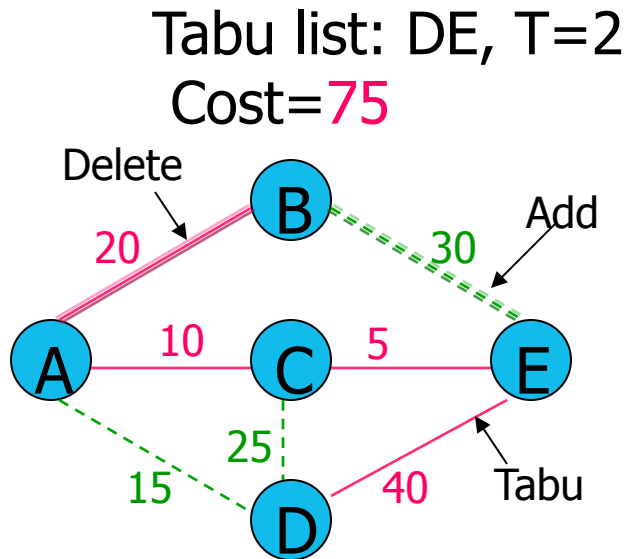 Tabu list: DE, T=2
Cost=75
Delete
B
Add
20
30
A
10
C
5
E
25
15
D
40
Tabu